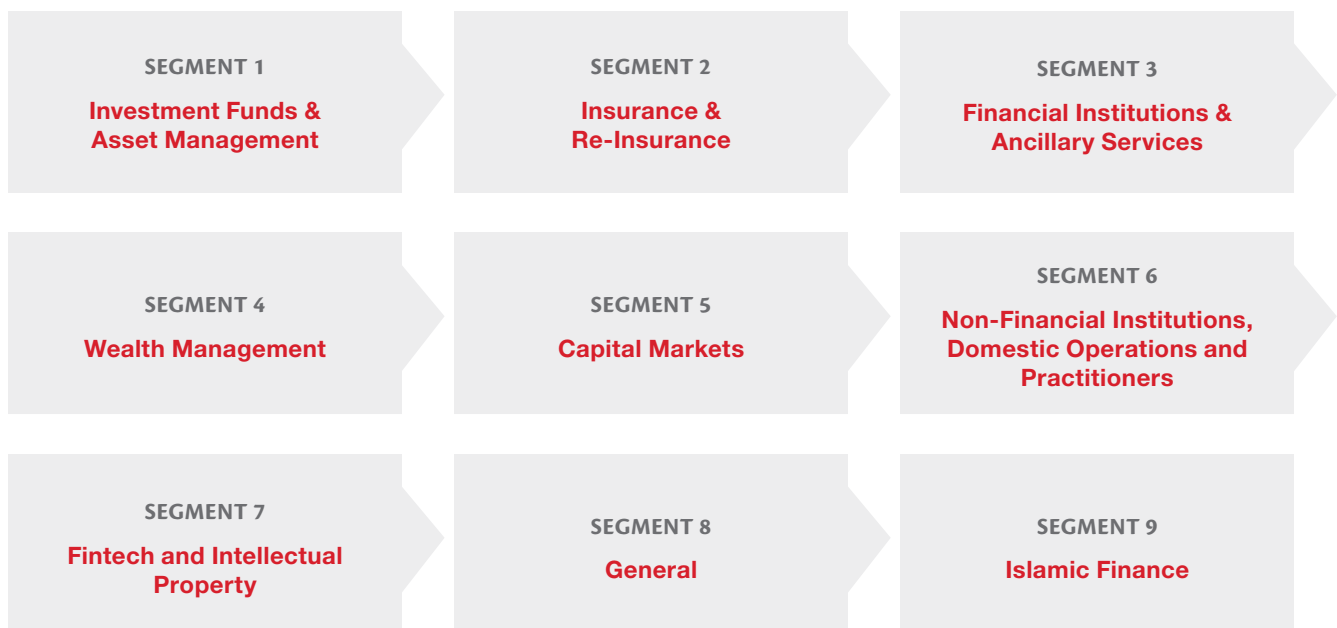 SEGMENT 1
Investment Funds &
Asset Management
SEGMENT 2
Insurance &
Re-Insurance
SEGMENT 3
Financial Institutions &
Ancillary Services
SEGMENT 4
Wealth Management
SEGMENT 5
Capital Markets
SEGMENT 6
Non-Financial Institutions,
Domestic Operations and
Practitioners
SEGMENT 7
Fintech and Intellectual
Property
SEGMENT 8
General
SEGMENT 9
Islamic Finance